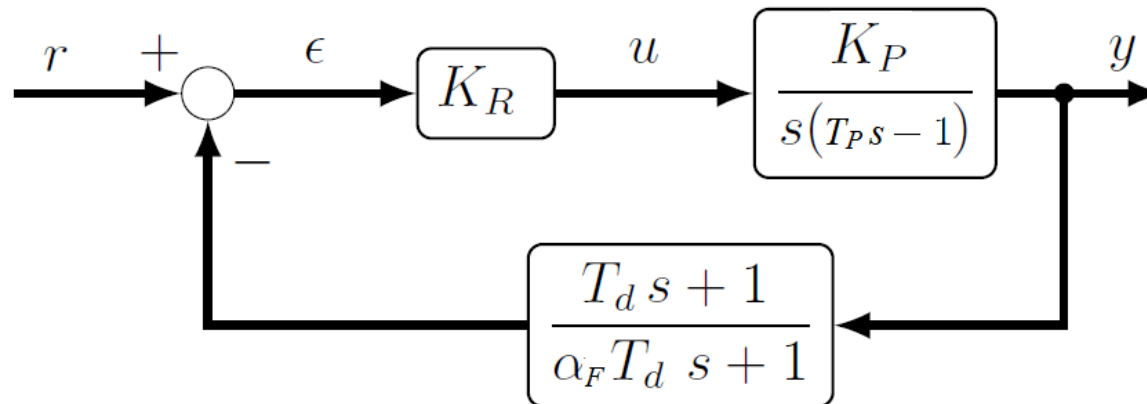 r + ϵ K_R u K_P y
s(T_P s − 1)
−
T_d s + 1
α_F T_d s + 1